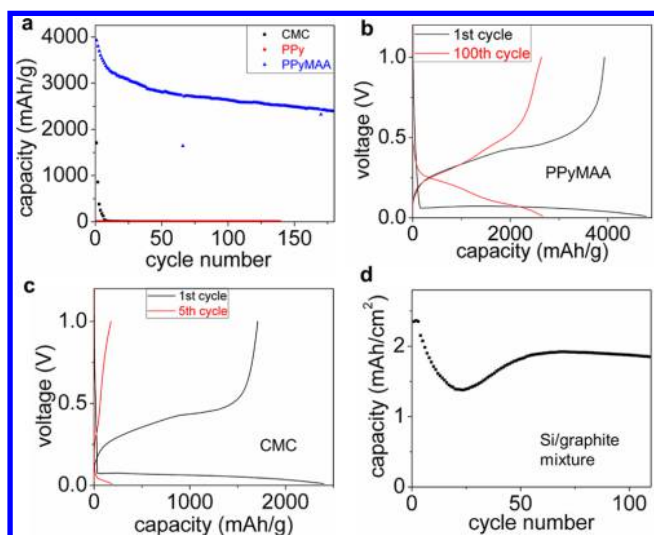 a
CMC
PPy
PPyMAA
4000
3000
2000
1000
0
0 50 100 150
capacity (mAh/g)
cycle number
b
1st cycle
100th cycle
1.0
0.5
0.0
0 2000 4000
voltage (V)
PPyMAA
capacity (mAh/g)
c
1st cycle
5th cycle
1.0
0.5
0.0
0 1000 2000
voltage (V)
CMC
capacity (mAh/g)
d
2
1
0
0 50 100
capacity (mAh/cm²)
Si/graphite
mixture
cycle number